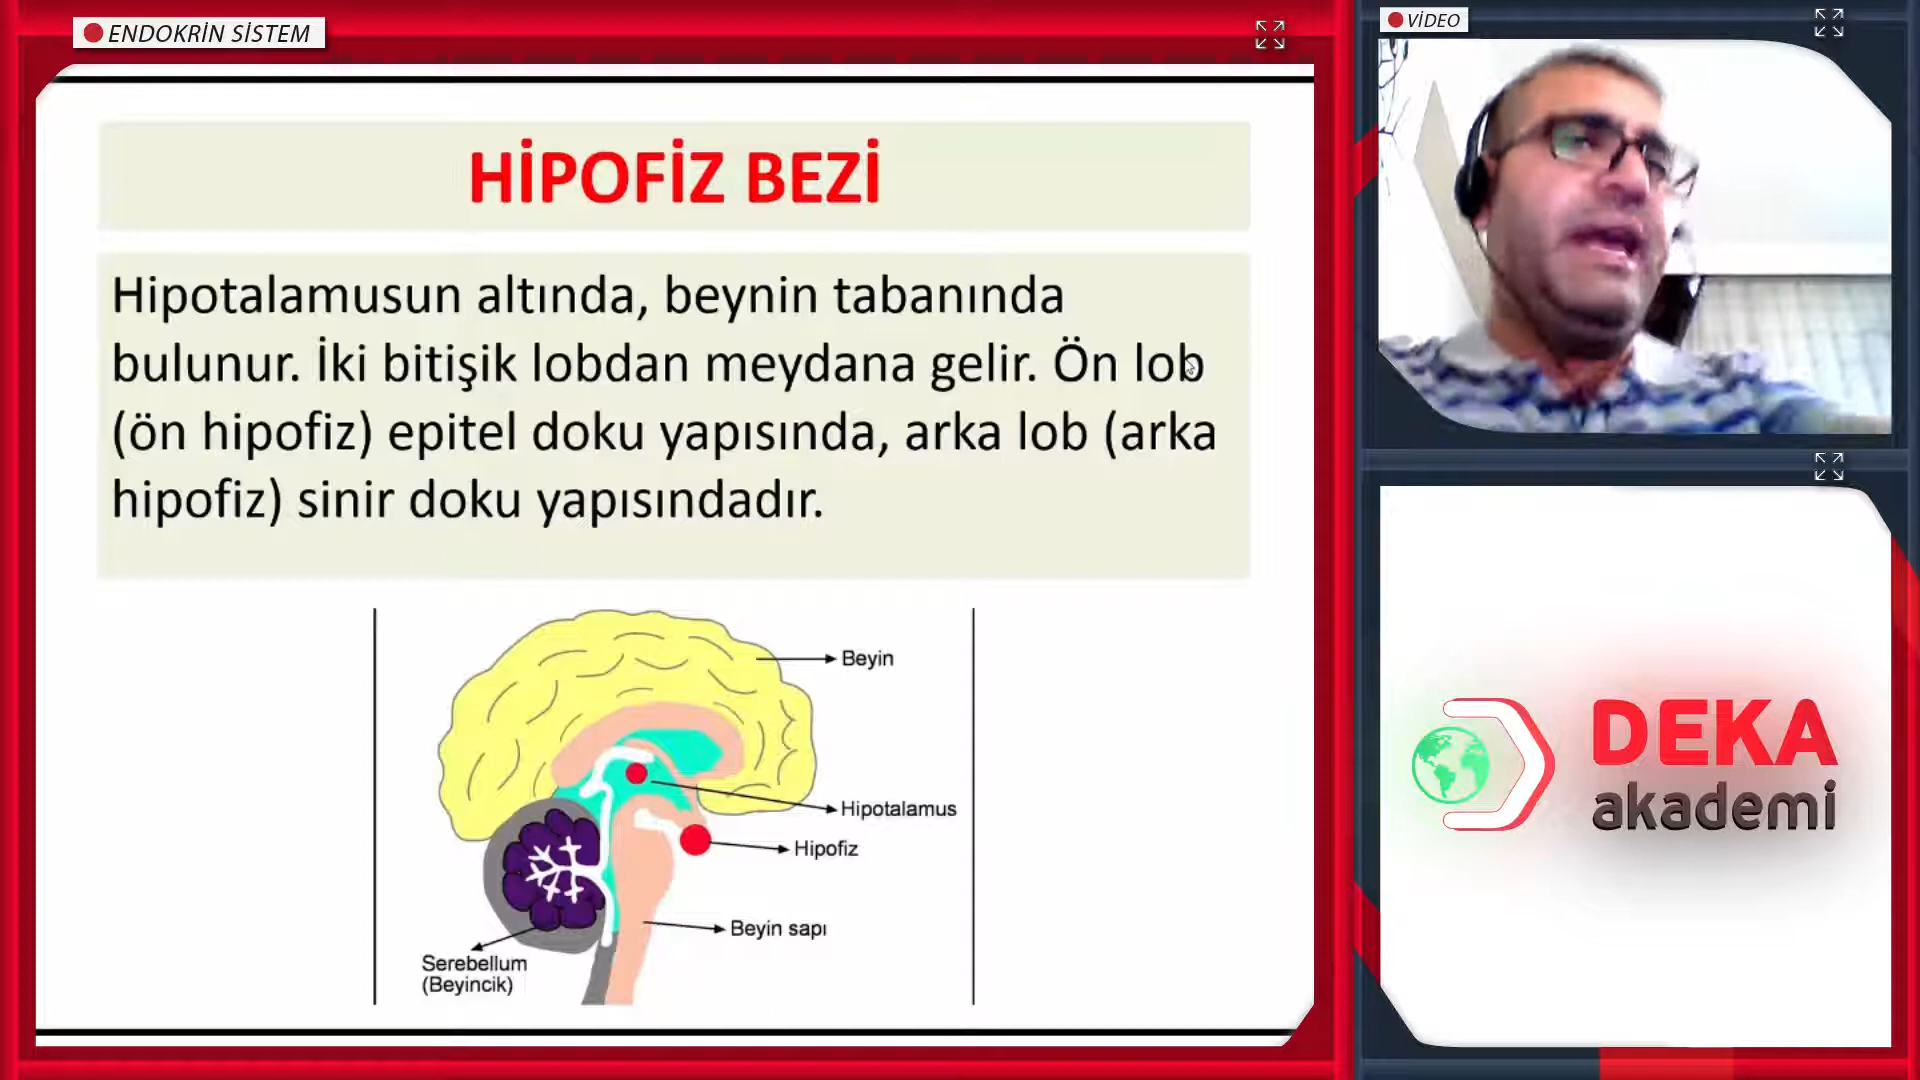 ENDOKRİN SİSTEM
VİDEO
HİPOFİZ BEZİ
Hipotalamusun altında, beynin tabanında
bulunur. İki bitişik lobdan meydana gelir. Ön lob
(ön hipofiz) epitel doku yapısında, arka lob (arka
hipofiz) sinir doku yapısındadır.
Beyin
Hipotalamus
Hipofiz
Beyin sapı
Serebellum
(Beyincik)
DEKA
akademi